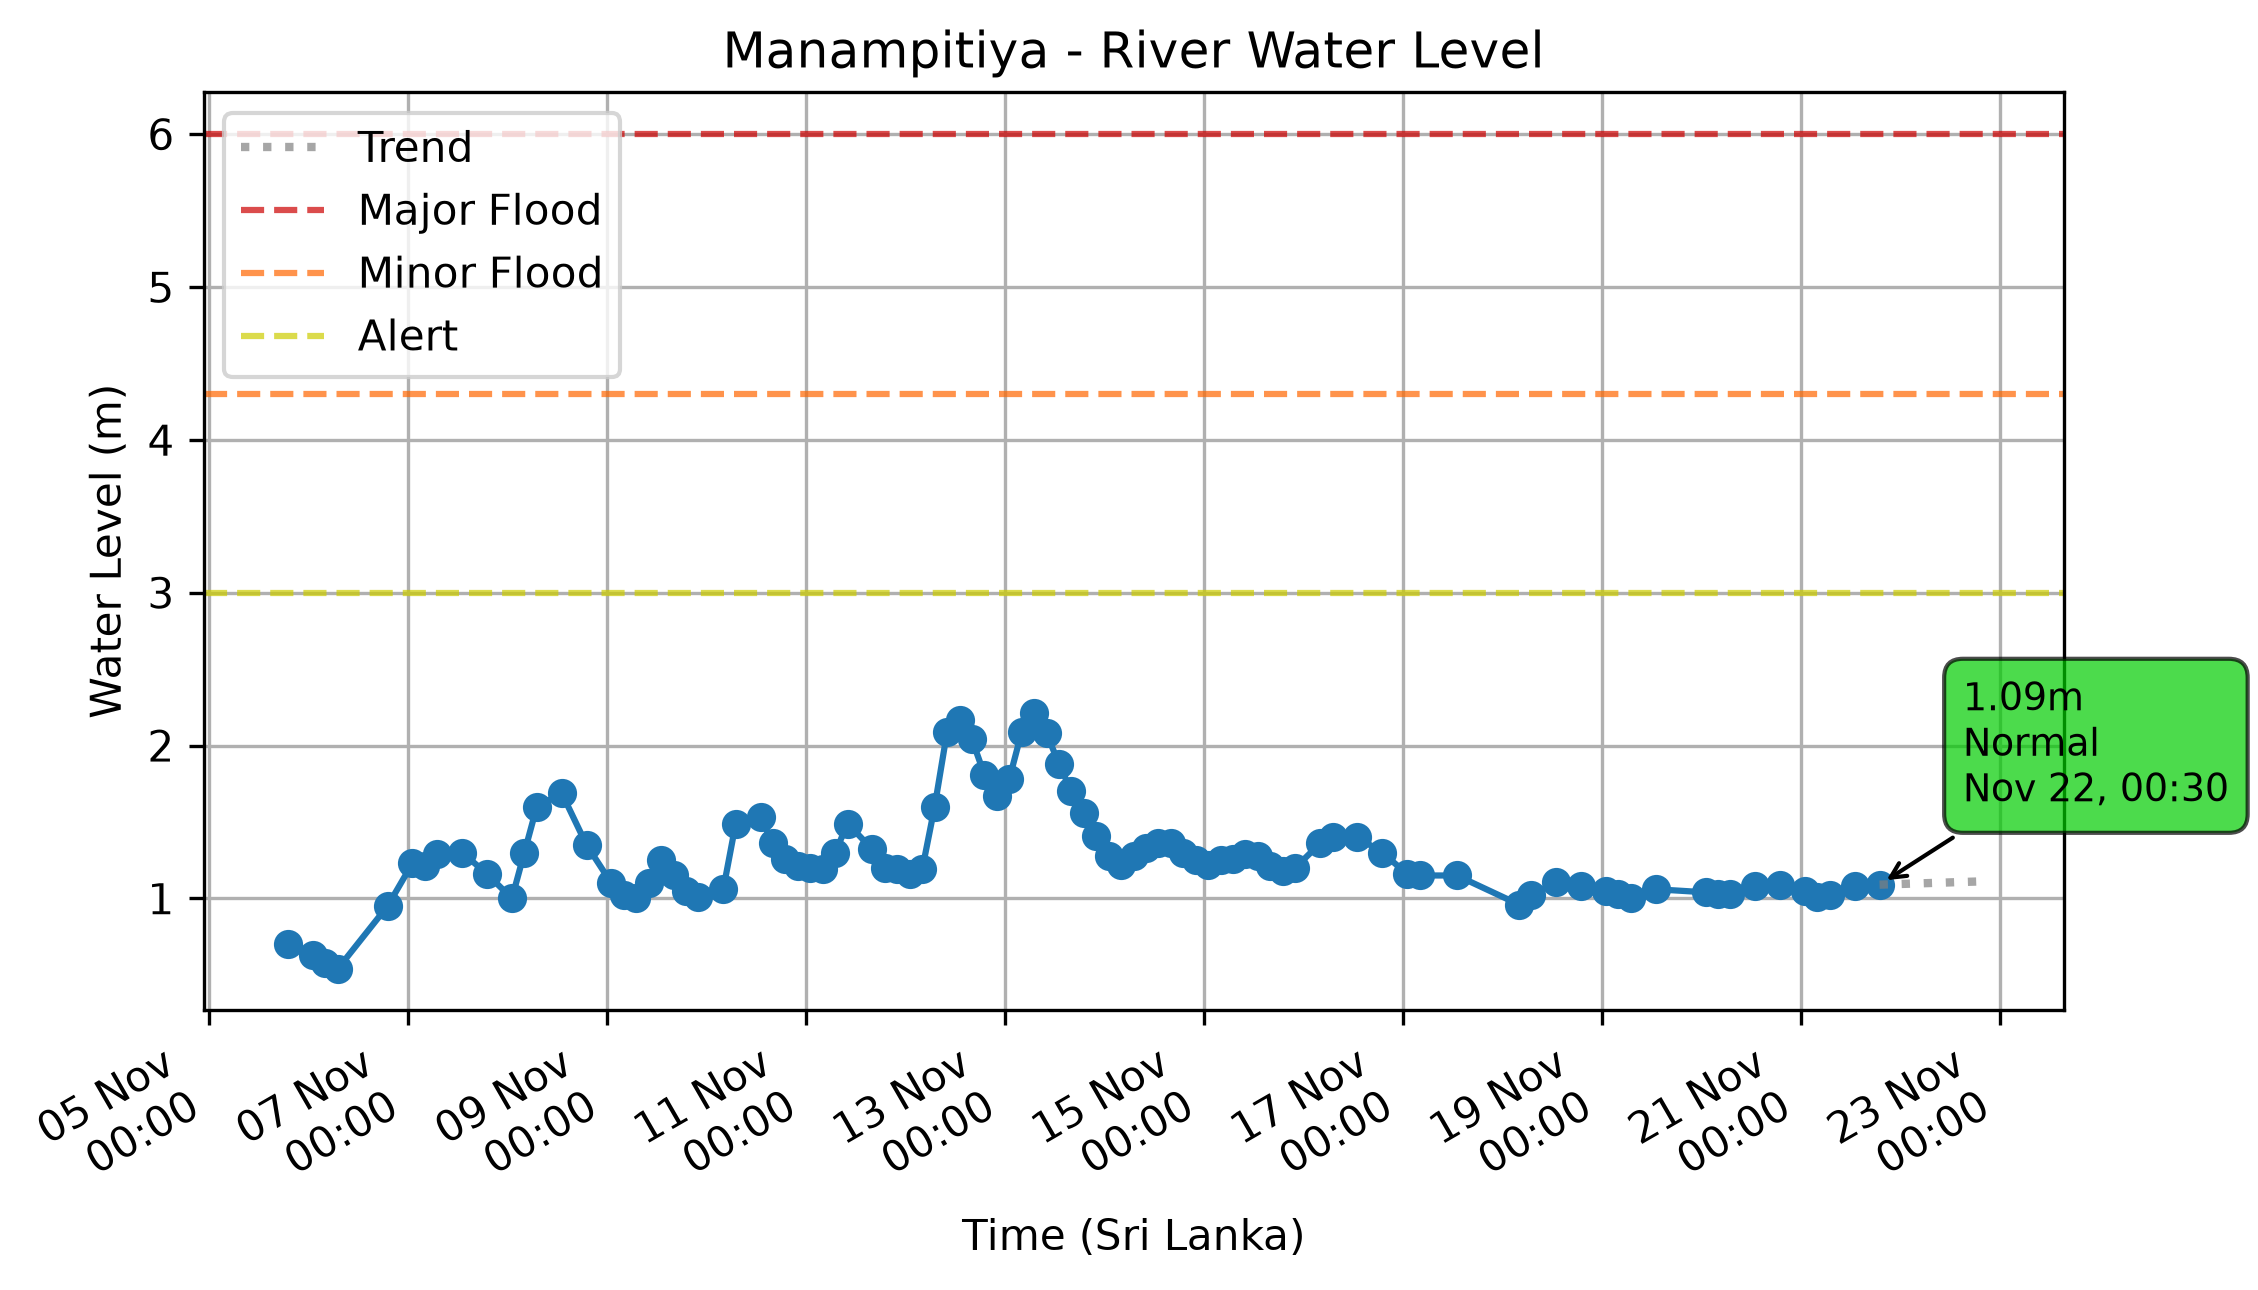 Manampitiya - River Water Level
Trend
Major Flood
Minor Flood
Alert
6
5
4
3
2
1
Water Level (m)
1.09m
Normal
Nov 22, 00:30
05 Nov
00:00
07 Nov
00:00
09 Nov
00:00
11 Nov
00:00
13 Nov
00:00
15 Nov
00:00
17 Nov
00:00
19 Nov
00:00
21 Nov
00:00
23 Nov
00:00
Time (Sri Lanka)